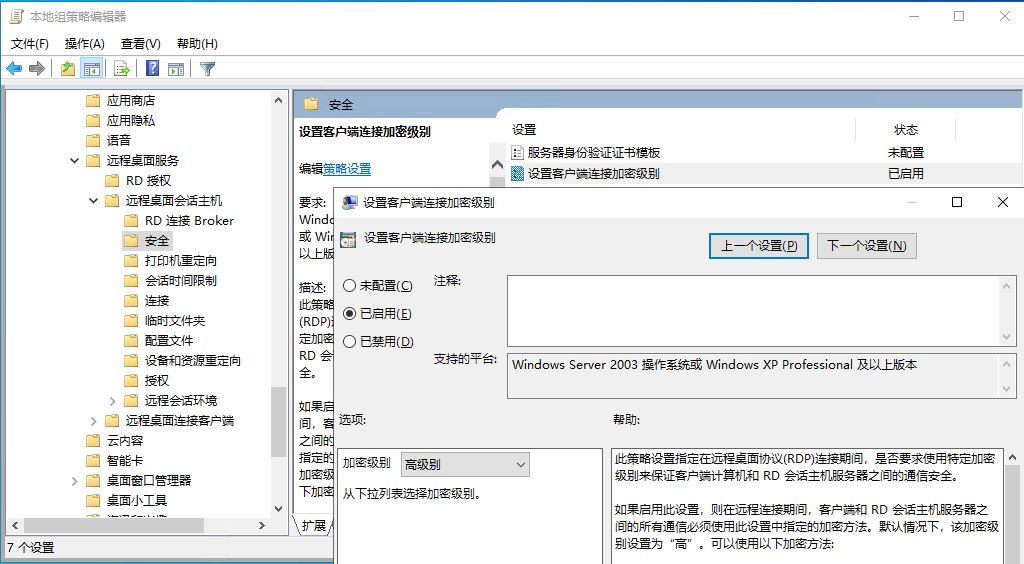 本地组策略编辑器
文件(F) 操作(A) 查看(V) 帮助(H)
应用商店
应用隐私
语音
远程桌面服务
RD 授权
远程桌面会话主机
RD 连接 Broker
安全
打印机重定向
会话时间限制
连接
临时文件夹
配置文件
设备和资源重定向
授权
远程会话环境
远程桌面连接客户端
云内容
智能卡
桌面窗口管理器
桌面小工具
7 个设置
安全
设置客户端连接加密级别
编辑策略设置
要求:
或 Wi
以上版
描述:
此策略
(RDP)
定加密
RD 会
全。
如果启
间，客
之间的
指定的
加密级
下加密
扩展
设置 状态
服务器身份验证证书模板 未配置
设置客户端连接加密级别 已启用
设置客户端连接加密级别
设置客户端连接加密级别
上一个设置(P) 下一个设置(N)
未配置(C)
已启用(E)
已禁用(D)
注释:
支持的平台:
Windows Server 2003 操作系统或 Windows XP Professional 及以上版本
选项:
加密级别 高级别
从下拉列表选择加密级别。
帮助:
此策略设置指定在远程桌面协议(RDP)连接期间，是否要求使用特定加密
级别来保证客户端计算机和 RD 会话主机服务器之间的通信安全。
如果启用此设置，则在远程连接期间，客户端和 RD 会话主机服务器之
间的所有通信必须使用此设置中指定的加密方法。默认情况下，该加密级
别设置为“高”。可以使用以下加密方法: